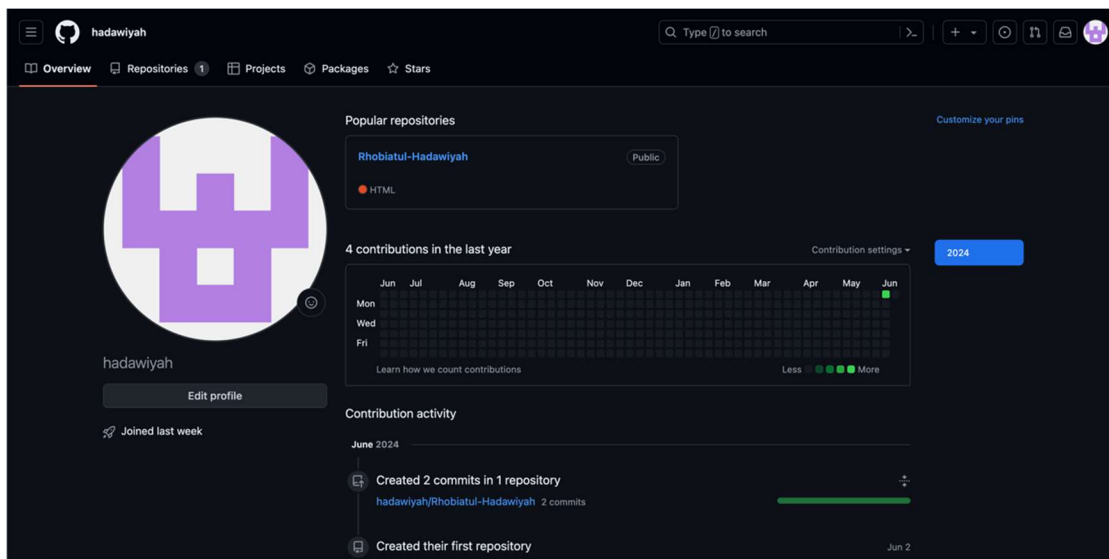 hadawiyah
Type / to search
Overview
Repositories 1
Projects
Packages
Stars
Popular repositories
Customize your pins
Rhobiatul-Hadawiyah
Public
HTML
4 contributions in the last year
Contribution settings
2024
Jun Jul Aug Sep Oct Nov Dec Jan Feb Mar Apr May Jun
Mon
Wed
Fri
Learn how we count contributions
Less More
hadawiyah
Edit profile
Joined last week
Contribution activity
June 2024
Created 2 commits in 1 repository
hadawiyah/Rhobiatul-Hadawiyah 2 commits
Created their first repository
Jun 2